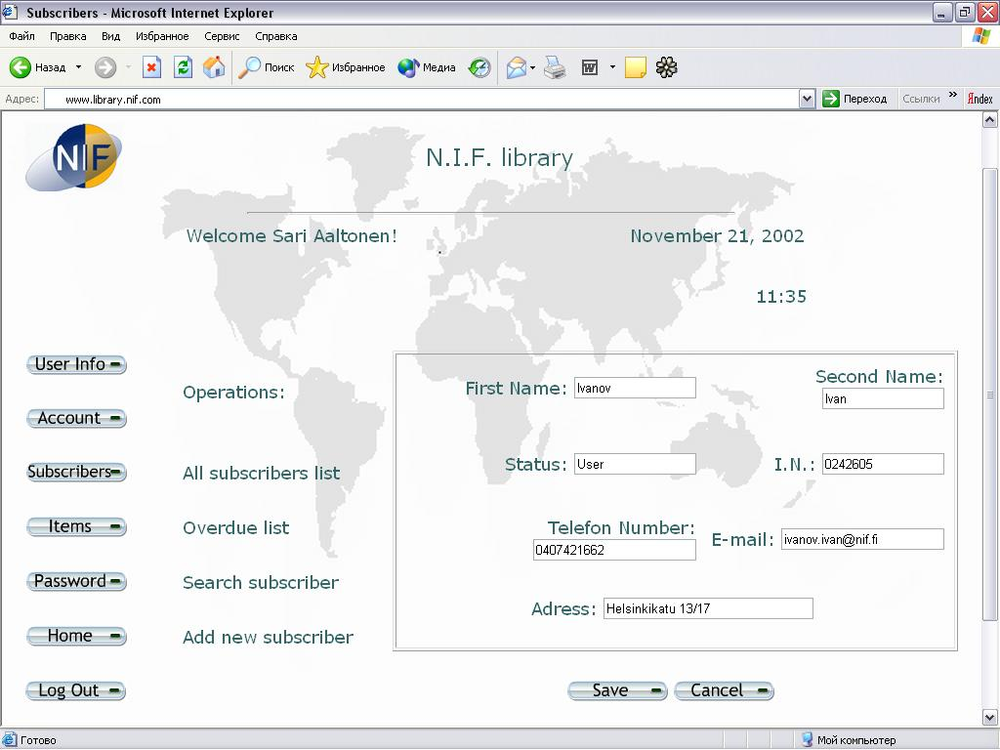 Subscribers - Microsoft Internet Explorer
Файл Правка Вид Избранное Сервис Справка
Назад Поиск Избранное Медиа W
Адрес: www.library.nif.com Переход Ссылки » Яndex
NIF
N.I.F. library
Welcome Sari Aaltonen! November 21, 2002
11:35
User Info
Account
Subscribers
Items
Password
Home
Log Out
Operations:
All subscribers list
Overdue list
Search subscriber
Add new subscriber
First Name: Ivanov
Second Name:
Ivan
Status: User I.N.: 0242605
Telefon Number:
0407421662
E-mail: ivanov.ivan@nif.fi
Adress: Helsinkikatu 13/17
Save Cancel
Готово Мой компьютер